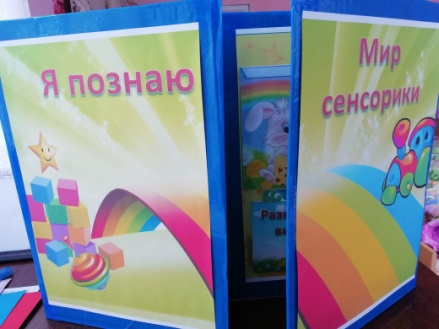 Я познаю
Мир
сенсорики